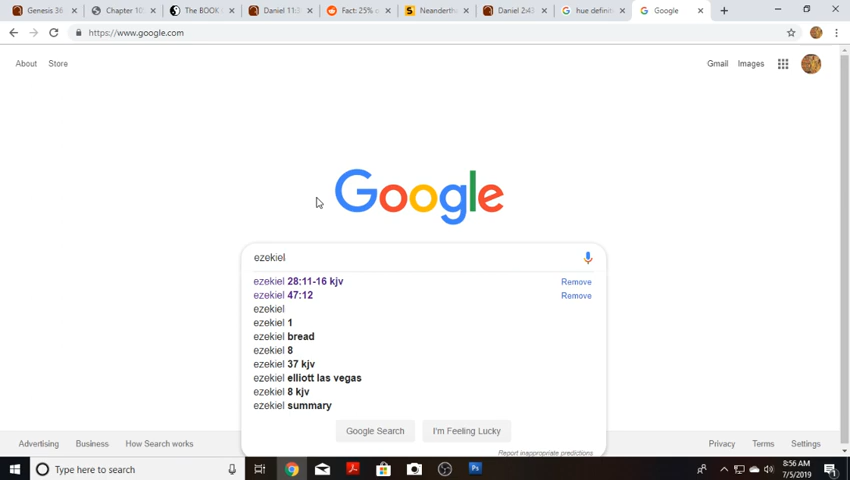 Genesis 36
Chapter 10:
The BOOK
Daniel 11:3
Fact: 25% o
Neanderth
Daniel 2:43
hue definit
Google
https://www.google.com
About
Store
Gmail
Images
Google
ezekiel
ezekiel 28:11-16 kjv
Remove
ezekiel 47:12
Remove
ezekiel
ezekiel 1
ezekiel bread
ezekiel 8
ezekiel 37 kjv
ezekiel elliott las vegas
ezekiel 8 kjv
ezekiel summary
Google Search
I'm Feeling Lucky
Report inappropriate predictions
Advertising
Business
How Search works
Privacy
Terms
Settings
Type here to search
8:56 AM
7/5/2019